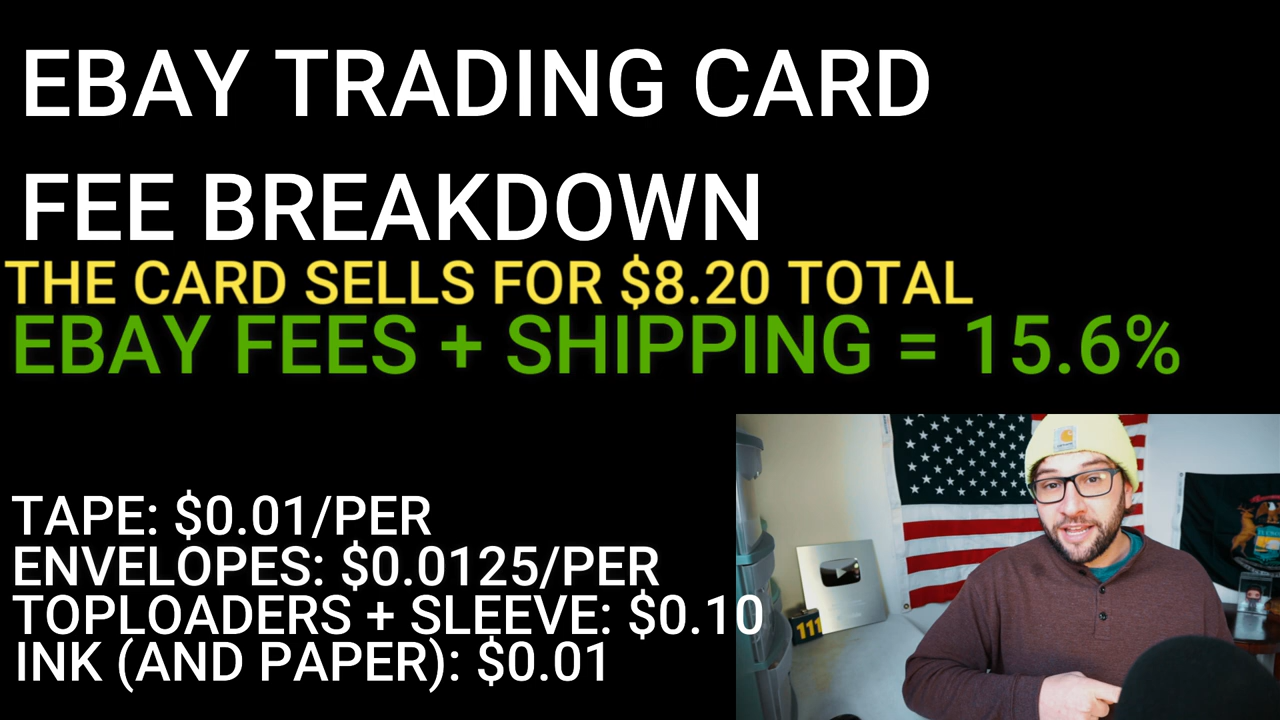 EBAY TRADING CARD
FEE BREAKDOWN
THE CARD SELLS FOR $8.20 TOTAL
EBAY FEES + SHIPPING = 15.6%
TAPE: $0.01/PER
ENVELOPES: $0.0125/PER
TOPLOADERS + SLEEVE: $0.10
INK (AND PAPER): $0.01
111